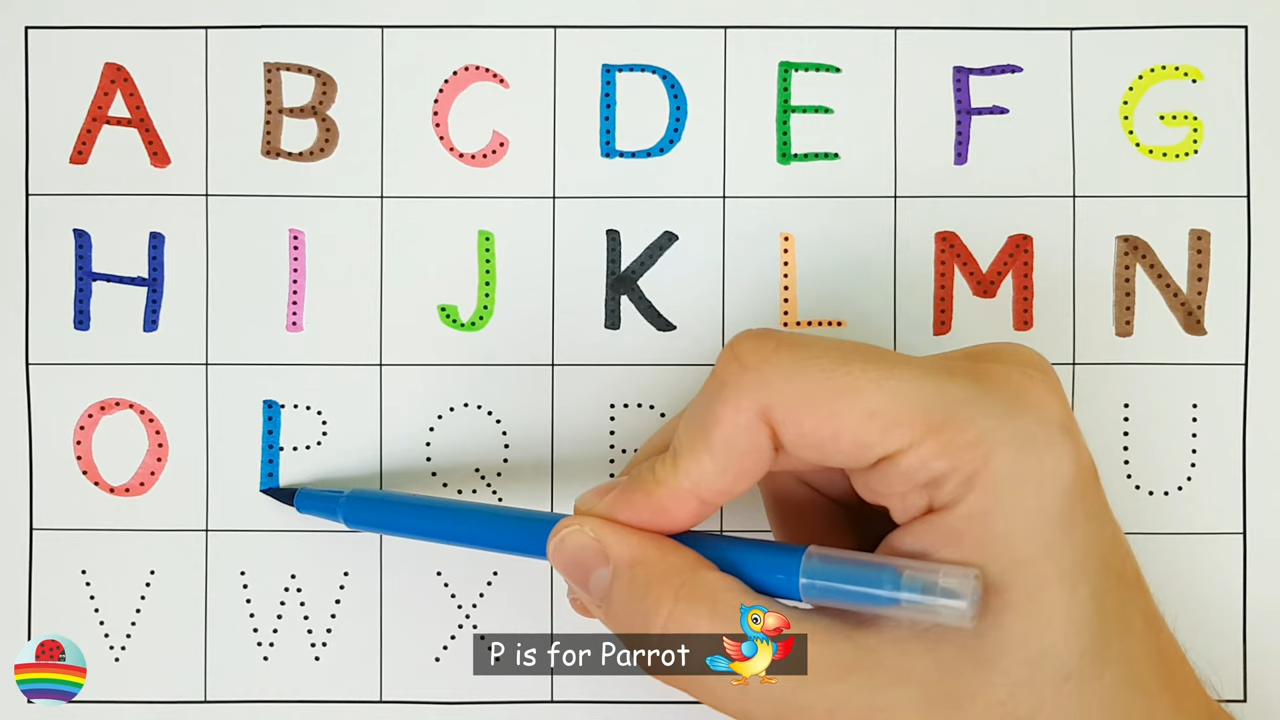 A B C D E F G
H I J K L M N
O P Q R U
V W X
P is for Parrot